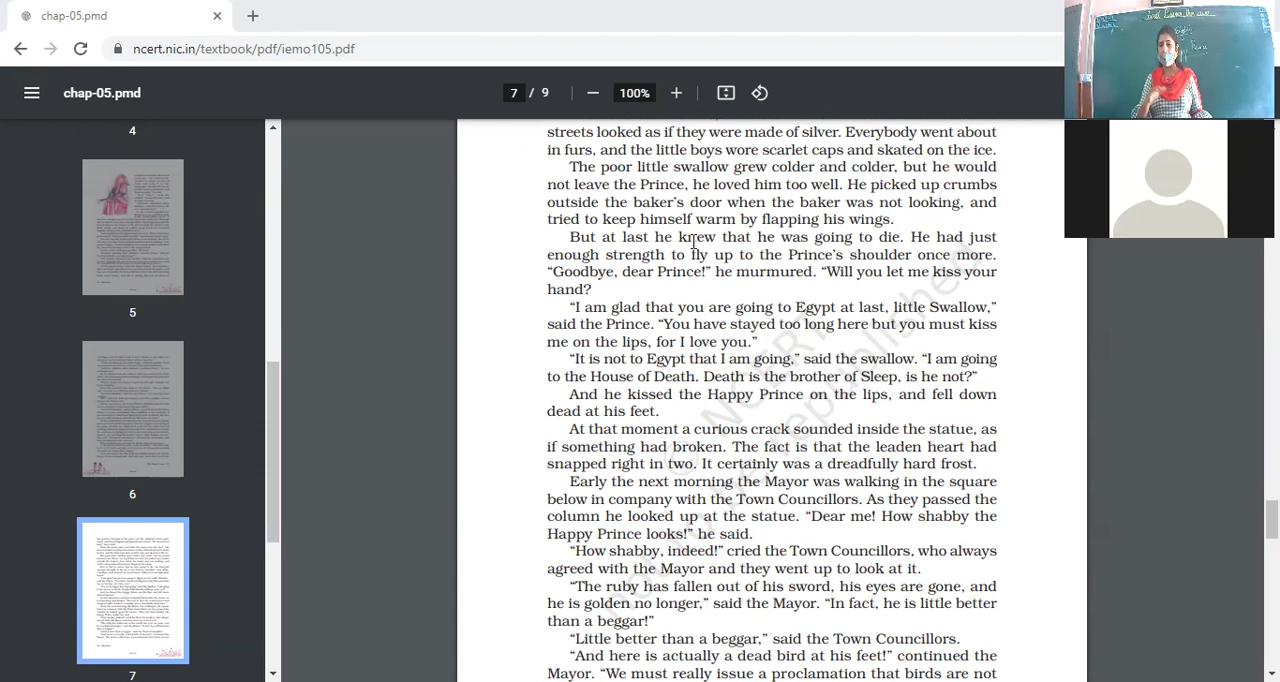 chap-05.pmd
ncert.nic.in/textbook/pdf/iemo105.pdf
chap-05.pmd
7 / 9
100%
4
5
6
7
streets looked as if they were made of silver. Everybody went about
in furs, and the little boys wore scarlet caps and skated on the ice.
The poor little swallow grew colder and colder, but he would
not leave the Prince, he loved him too well. He picked up crumbs
outside the baker's door when the baker was not looking, and
tried to keep himself warm by flapping his wings.
But at last he knew that he was going to die. He had just
enough strength to fly up to the Prince's shoulder once more.
“Goodbye, dear Prince!” he murmured. “Will you let me kiss your
hand?
“I am glad that you are going to Egypt at last, little Swallow,”
said the Prince. “You have stayed too long here but you must kiss
me on the lips, for I love you.”
“It is not to Egypt that I am going,” said the swallow. “I am going
to the House of Death. Death is the brother of Sleep, is he not?”
And he kissed the Happy Prince on the lips, and fell down
dead at his feet.
At that moment a curious crack sounded inside the statue, as
if something had broken. The fact is that the leaden heart had
snapped right in two. It certainly was a dreadfully hard frost.
Early the next morning the Mayor was walking in the square
below in company with the Town Councillors. As they passed the
column he looked up at the statue. “Dear me! How shabby the
Happy Prince looks!” he said.
“How shabby, indeed!” cried the Town Councillors, who always
agreed with the Mayor and they went up to look at it.
“The ruby has fallen out of his sword, his eyes are gone, and
he is golden no longer,” said the Mayor. “In fact, he is little better
than a beggar!”
“Little better than a beggar,” said the Town Councillors.
“And here is actually a dead bird at his feet!” continued the
Mayor. “We must really issue a proclamation that birds are not